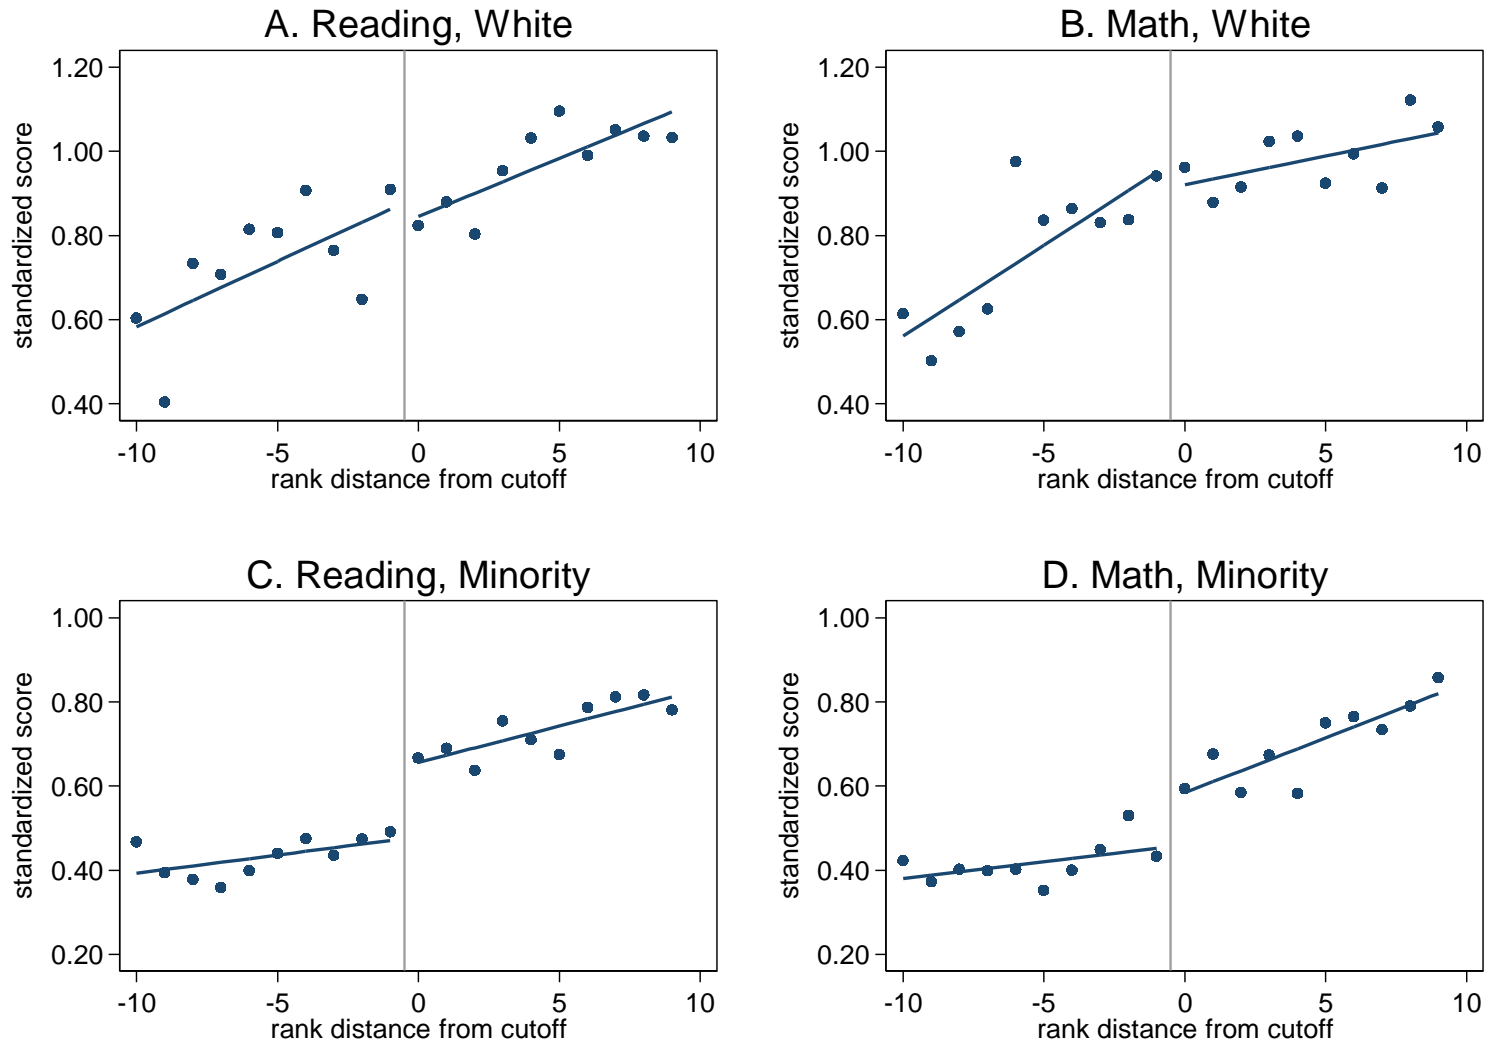 A. Reading, White
standardized score
1.20
1.00
0.80
0.60
0.40
-10 -5 0 5 10
rank distance from cutoff
B. Math, White
standardized score
1.20
1.00
0.80
0.60
0.40
-10 -5 0 5 10
rank distance from cutoff
C. Reading, Minority
standardized score
1.00
0.80
0.60
0.40
0.20
-10 -5 0 5 10
rank distance from cutoff
D. Math, Minority
standardized score
1.00
0.80
0.60
0.40
0.20
-10 -5 0 5 10
rank distance from cutoff